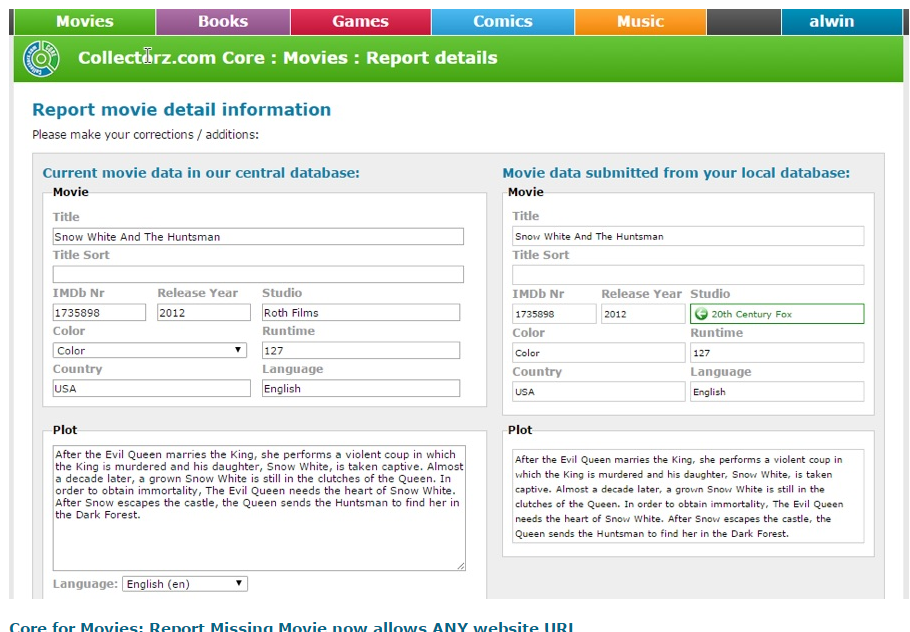 Movies Books Games Comics Music alwin
Collectorz.com Core : Movies : Report details
Report movie detail information
Please make your corrections / additions:
Current movie data in our central database:
Movie
Title
Snow White And The Huntsman
Title Sort
IMDb Nr Release Year Studio
1735898 2012 Roth Films
Color Runtime
Color 127
Country Language
USA English
Plot
After the Evil Queen marries the King, she performs a violent coup in which
the King is murdered and his daughter, Snow White, is taken captive. Almost
a decade later, a grown Snow White is still in the clutches of the Queen. In
order to obtain immortality, The Evil Queen needs the heart of Snow White.
After Snow escapes the castle, the Queen sends the Huntsman to find her in
the Dark Forest.
Language: English (en)
Movie data submitted from your local database:
Movie
Title
Snow White And The Huntsman
Title Sort
IMDb Nr Release Year Studio
1735898 2012 20th Century Fox
Color Runtime
Color 127
Country Language
USA English
Plot
After the Evil Queen marries the King, she performs a violent coup in
which the King is murdered and his daughter, Snow White, is taken
captive. Almost a decade later, a grown Snow White is still in the
clutches of the Queen. In order to obtain immortality, The Evil Queen
needs the heart of Snow White. After Snow escapes the castle, the
Queen sends the Huntsman to find her in the Dark Forest.
Core for Movies: Report Missing Movie now allows ANY website URL